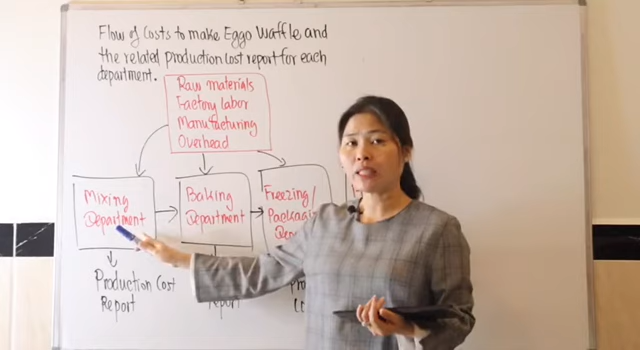 Flow of Costs to make Eggo Waffle and
the related production cost report for each
department.
Raw materials
Factory labor
Manufacturing
Overhead
Mixing
Department
Baking
Department
Freezing/
Production Cost
Report
Report